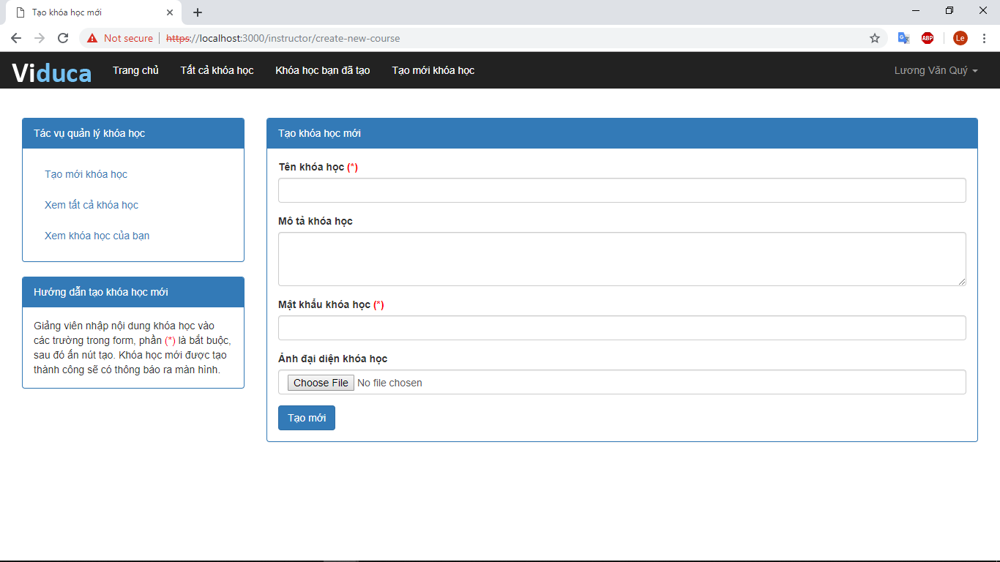 Tạo khóa học mới
Not secure https://localhost:3000/instructor/create-new-course
ABP
Le
Viduca Trang chủ Tất cả khóa học Khóa học bạn đã tạo Tạo mới khóa học Lương Văn Quý
Tác vụ quản lý khóa học
Tạo mới khóa học
Xem tất cả khóa học
Xem khóa học của bạn
Hướng dẫn tạo khóa học mới
Giảng viên nhập nội dung khóa học vào
các trường trong form, phần (*) là bắt buộc,
sau đó ấn nút tạo. Khóa học mới được tạo
thành công sẽ có thông báo ra màn hình.
Tạo khóa học mới
Tên khóa học (*)
Mô tả khóa học
Mật khẩu khóa học (*)
Ảnh đại diện khóa học
Choose File No file chosen
Tạo mới